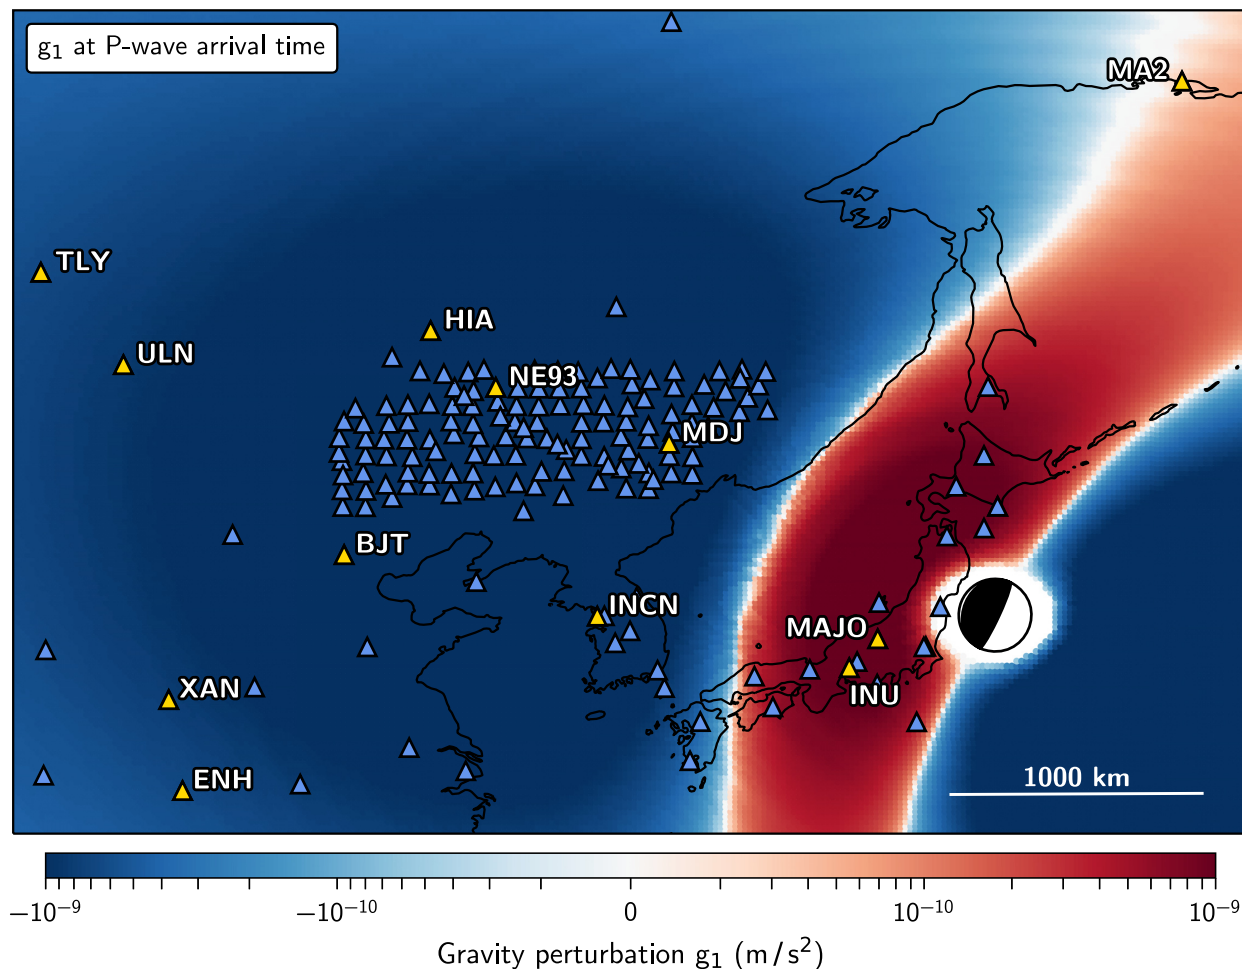 g₁ at P-wave arrival time
MA2
TLY
HIA
ULN
NE93
MDJ
BJT
INCN
MAJO
XAN
INU
ENH
1000 km
−10⁻⁹ −10⁻¹⁰ 0 10⁻¹⁰ 10⁻⁹
Gravity perturbation g₁ (m/s²)